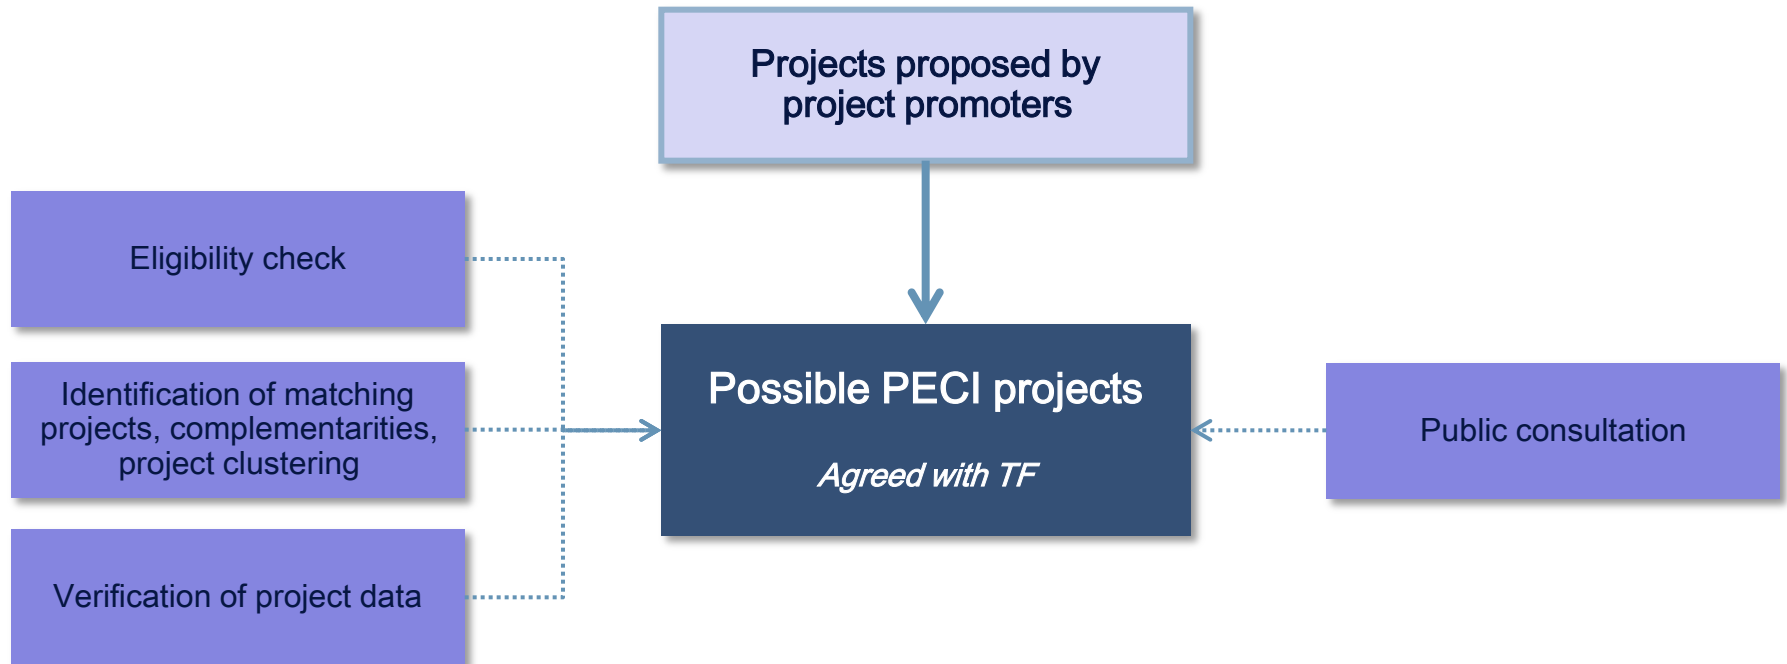 Projects proposed by
project promoters
Eligibility check
Identification of matching
projects, complementarities,
project clustering
Verification of project data
Possible PECI projects
Agreed with TF
Public consultation